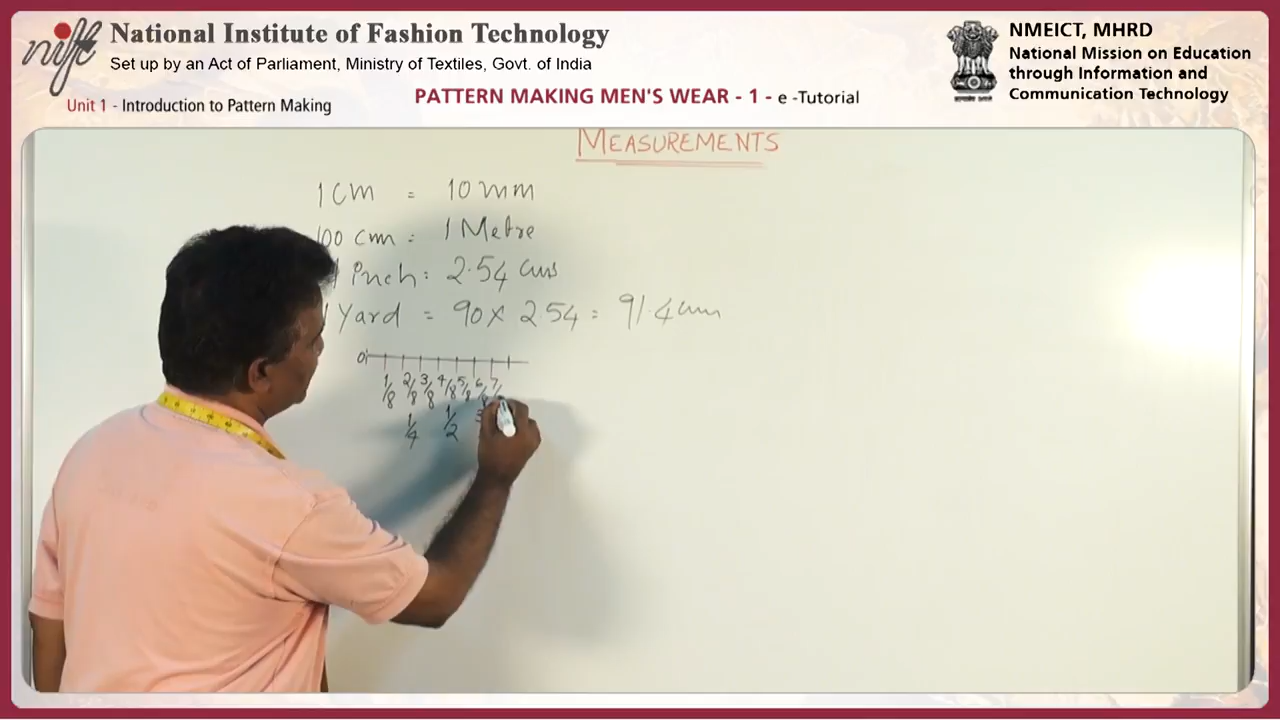 nift
National Institute of Fashion Technology
Set up by an Act of Parliament, Ministry of Textiles, Govt. of India
Unit 1 - Introduction to Pattern Making
PATTERN MAKING MEN'S WEAR - 1 - e -Tutorial
NMEICT, MHRD
National Mission on Education
through Information and
Communication Technology
MEASUREMENTS
1 cm = 10 mm
100 cm = 1 Metre
inch = 2.54 cms
Yard = 90 x 2.54 = 91.4 cm
0
1/8 2/8 3/8 4/8 5/8 6/8 7/
1/4 1/2